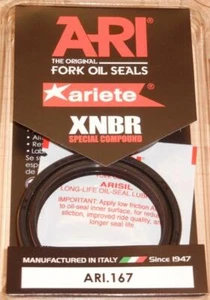 ARI
THE ORIGINAL
FORK OIL SEALS
ariete
XNBR
SPECIAL COMPOUND
ARISIL
LONG-LIFE OIL-SEAL LUB
IMPORTANT: Apply low friction A
to oil-seal inner surface, for
friction, improved ride quality,
longer seal life.
MANUFACTURED IN ITALY Since 1947
ARI.167